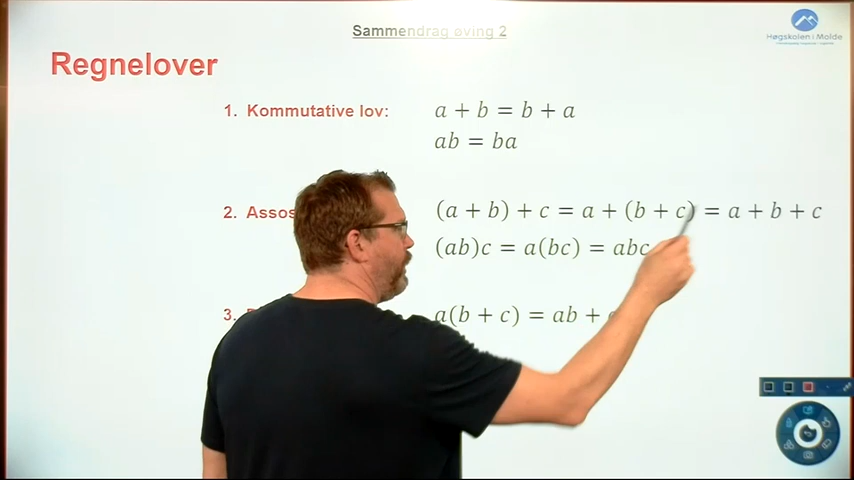 Sammendrag øving 2
Høgskolen i Molde
Regnelover
1. Kommutative lov: a + b = b + a
ab = ba
2. Assos (a + b) + c = a + (b + c) = a + b + c
(ab)c = a(bc) = abc
3. a(b + c) = ab +